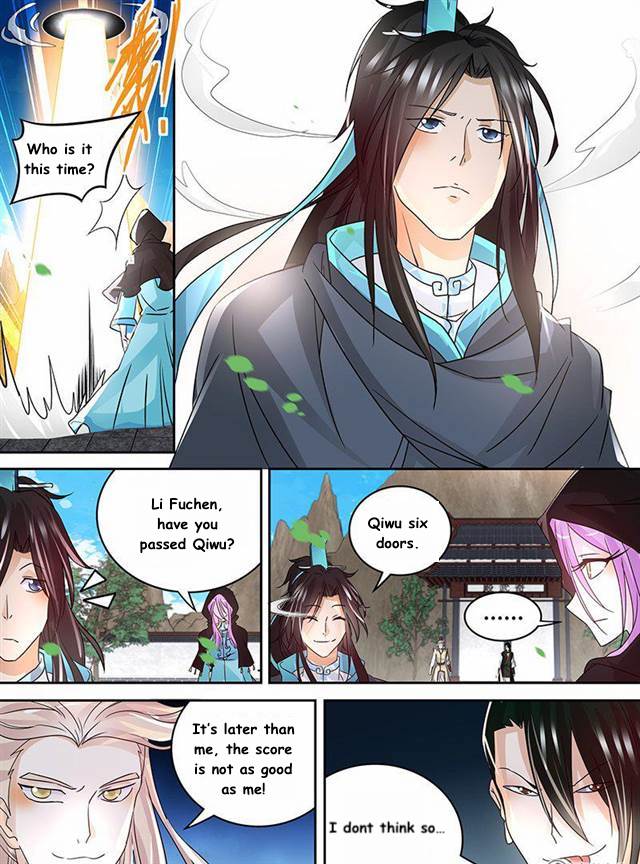 Who is it
this time?
Li Fuchen,
have you
passed Qiwu?
Qiwu six
doors.
.......
It's later than
me, the score
is not as good
as me!
I dont think so...